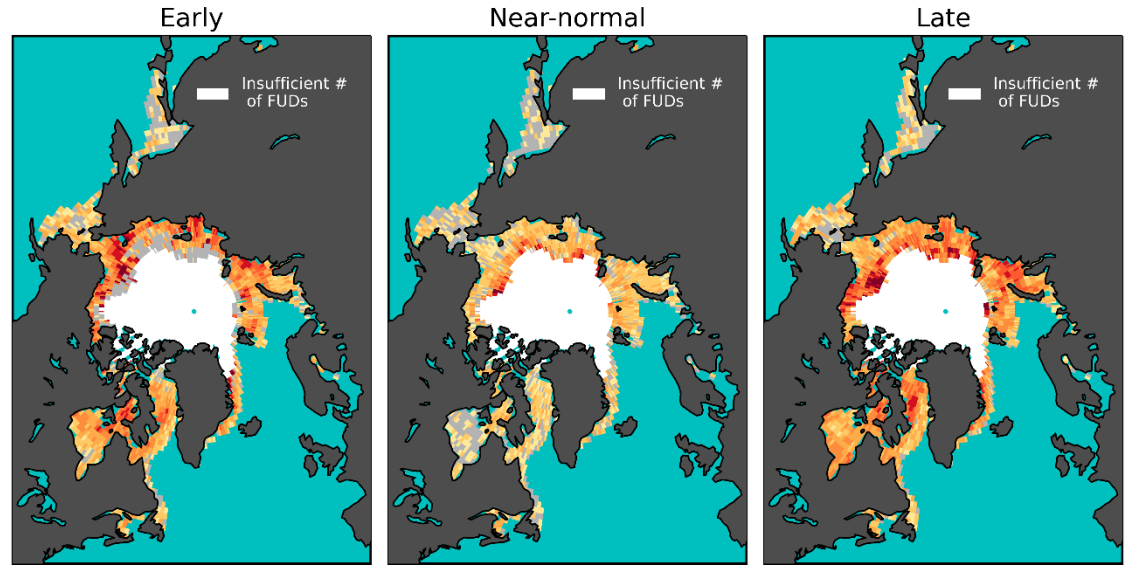 Early
Near-normal
Late
Insufficient #
of FUDs
Insufficient #
of FUDs
Insufficient #
of FUDs